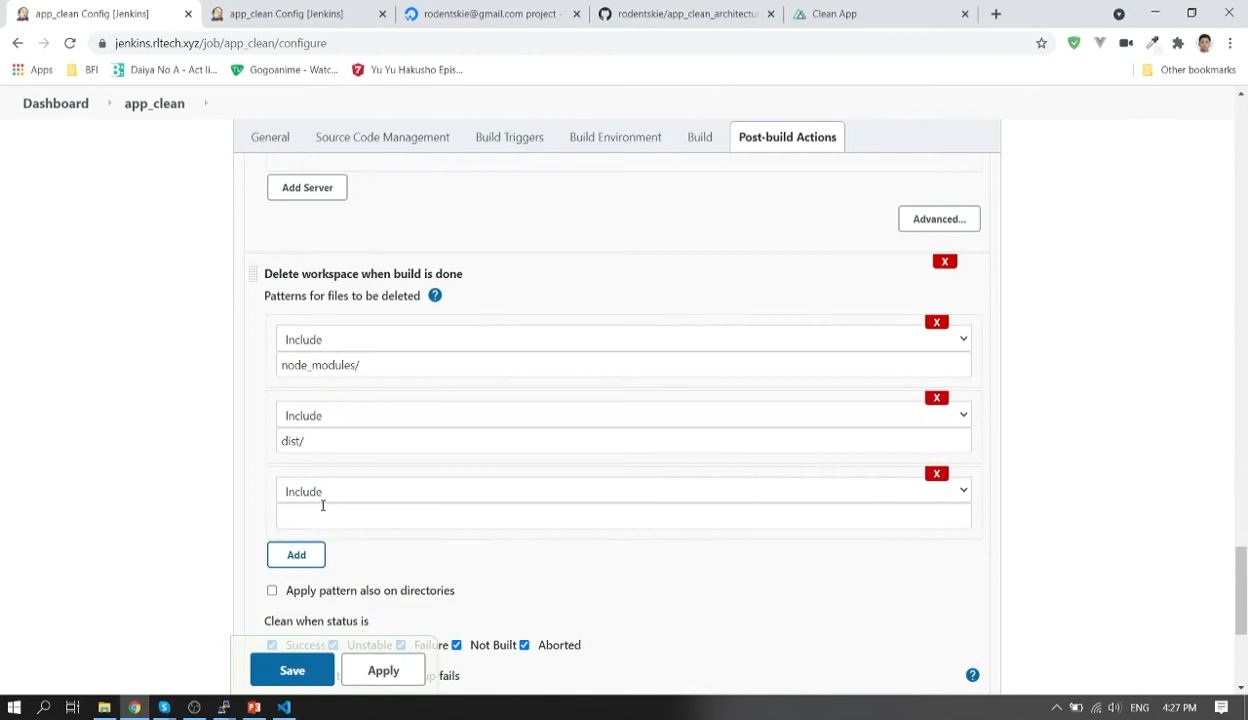 app_clean Config [Jenkins]
app_clean Config [Jenkins]
rodentskie@gmail.com project -
rodentskie/app_clean_architectu
Clean App
jenkins.rltech.xyz/job/app_clean/configure
Apps
BFI
Daiya No A - Act Ii...
Gogoanime - Watc...
Yu Yu Hakusho Epis...
Other bookmarks
Dashboard
app_clean
General
Source Code Management
Build Triggers
Build Environment
Build
Post-build Actions
Add Server
Advanced...
X
Delete workspace when build is done
Patterns for files to be deleted ?
X
Include
node_modules/
X
Include
dist/
X
Include
Add
Apply pattern also on directories
Clean when status is
Success Unstable Failure Not Built Aborted
Save
Apply
fails
?
ENG
4:27 PM